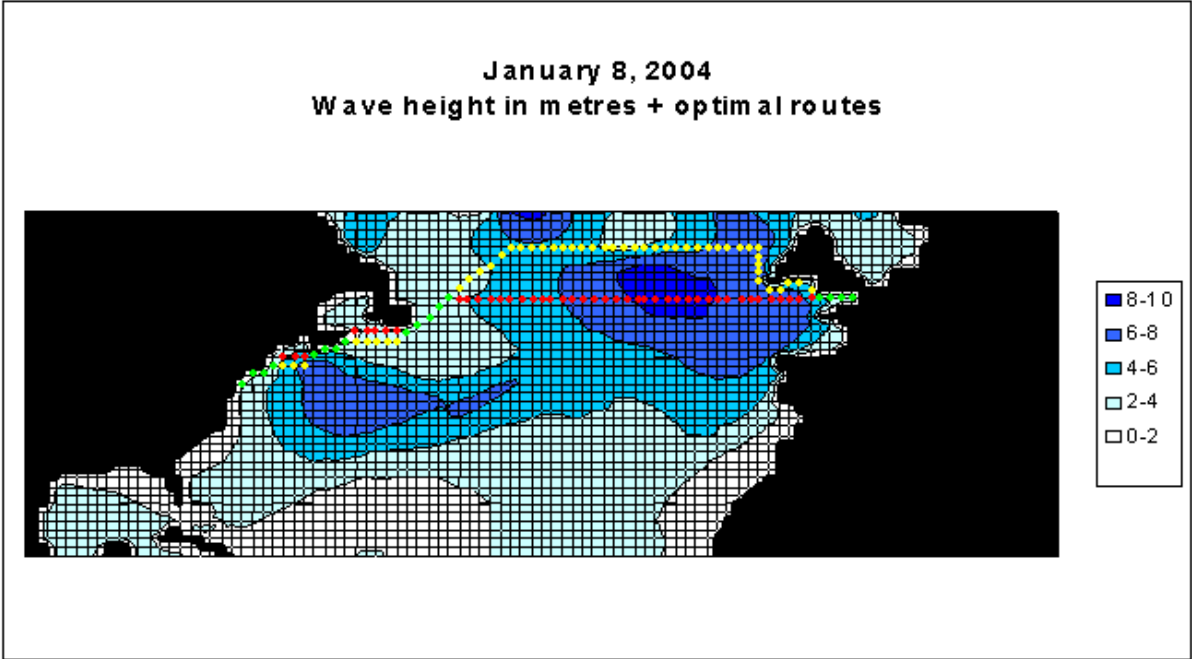 January 8, 2004
Wave height in metres + optimal routes
8-10
6-8
4-6
2-4
0-2